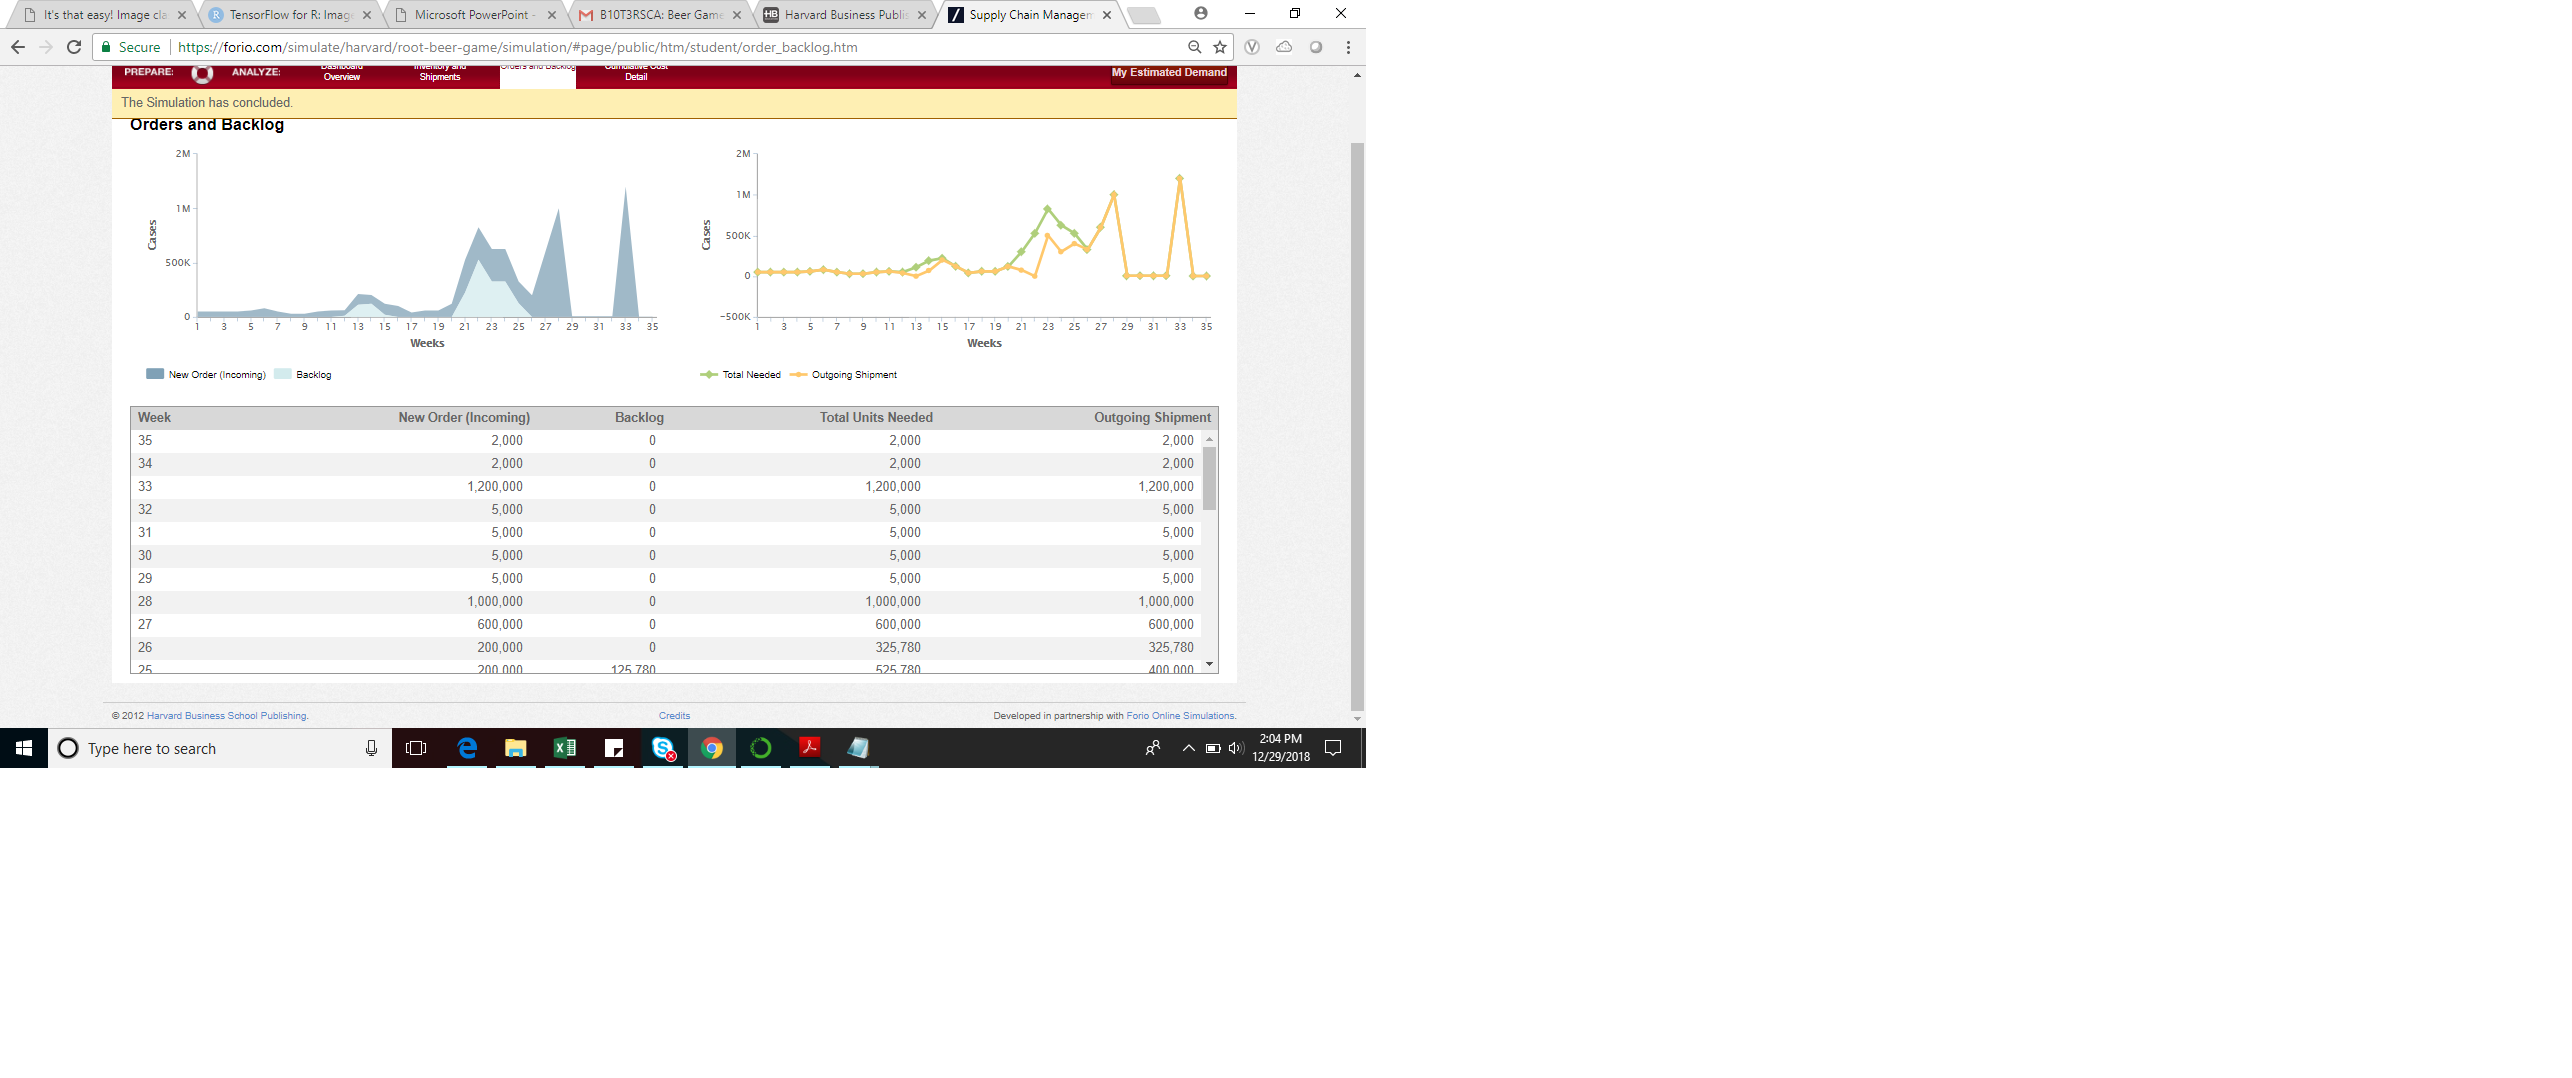 It's that easy! Image cla
TensorFlow for R: Image
Microsoft PowerPoint -
B10T3RSCA: Beer Game
Harvard Business Publis
Supply Chain Managem
Secure https://forio.com/simulate/harvard/root-beer-game/simulation/#page/public/htm/student/order_backlog.htm
PREPARE: ANALYZE: Dashboard Overview Inventory and Shipments Orders and Backlog Cumulative Cost Detail My Estimated Demand
The Simulation has concluded.
Orders and Backlog
2M
1M
500K
0
Cases
1 3 5 7 9 11 13 15 17 19 21 23 25 27 29 31 33 35
Weeks
New Order (Incoming) Backlog
2M
1M
500K
0
−500K
Cases
1 3 5 7 9 11 13 15 17 19 21 23 25 27 29 31 33 35
Weeks
Total Needed Outgoing Shipment
Week New Order (Incoming) Backlog Total Units Needed Outgoing Shipment
35 2,000 0 2,000 2,000
34 2,000 0 2,000 2,000
33 1,200,000 0 1,200,000 1,200,000
32 5,000 0 5,000 5,000
31 5,000 0 5,000 5,000
30 5,000 0 5,000 5,000
29 5,000 0 5,000 5,000
28 1,000,000 0 1,000,000 1,000,000
27 600,000 0 600,000 600,000
26 200,000 0 325,780 325,780
25 200,000 125,780 525,780 400,000
© 2012 Harvard Business School Publishing.
Credits
Developed in partnership with Forio Online Simulations.
Type here to search
2:04 PM
12/29/2018